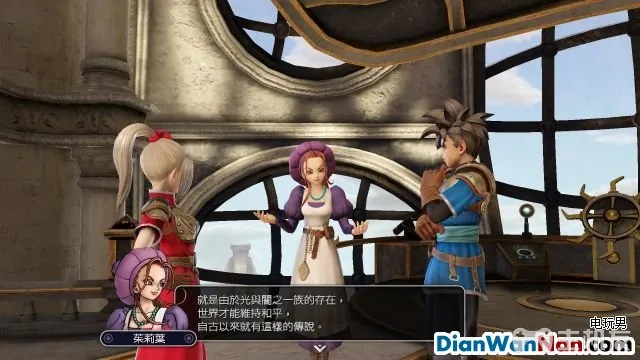 就是由於光與闇之一族的存在，
世界才能維持和平，
自古以來就有這樣的傳說。
茱莉葉
电玩男
DianWanNan.com